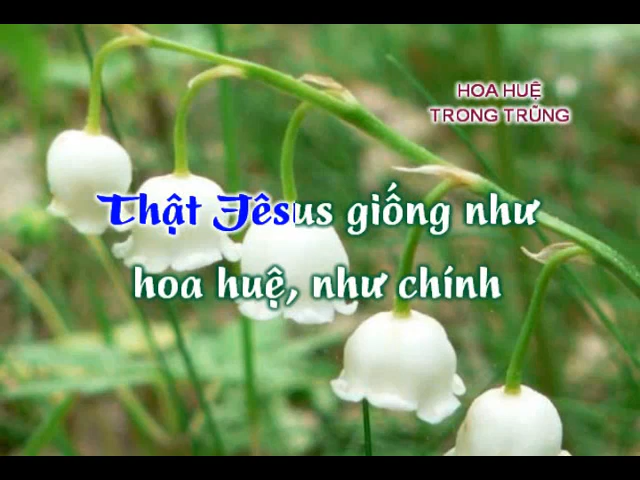 HOA HUỆ
TRONG TRŨNG
Thật Jêsus giống như
hoa huệ, như chính